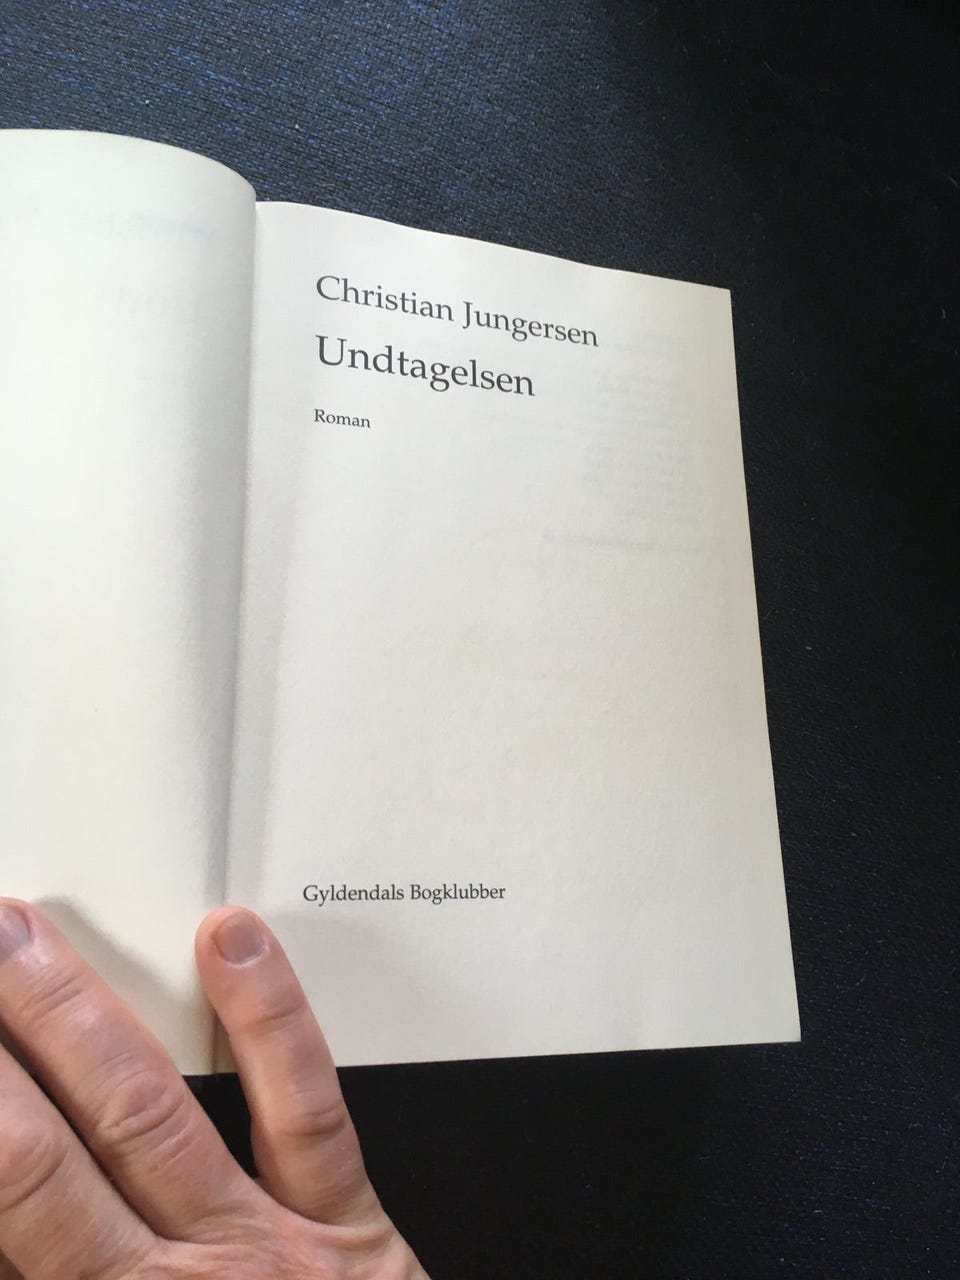 Christian Jungersen
Undtagelsen
Roman
Gyldendals Bogklubber